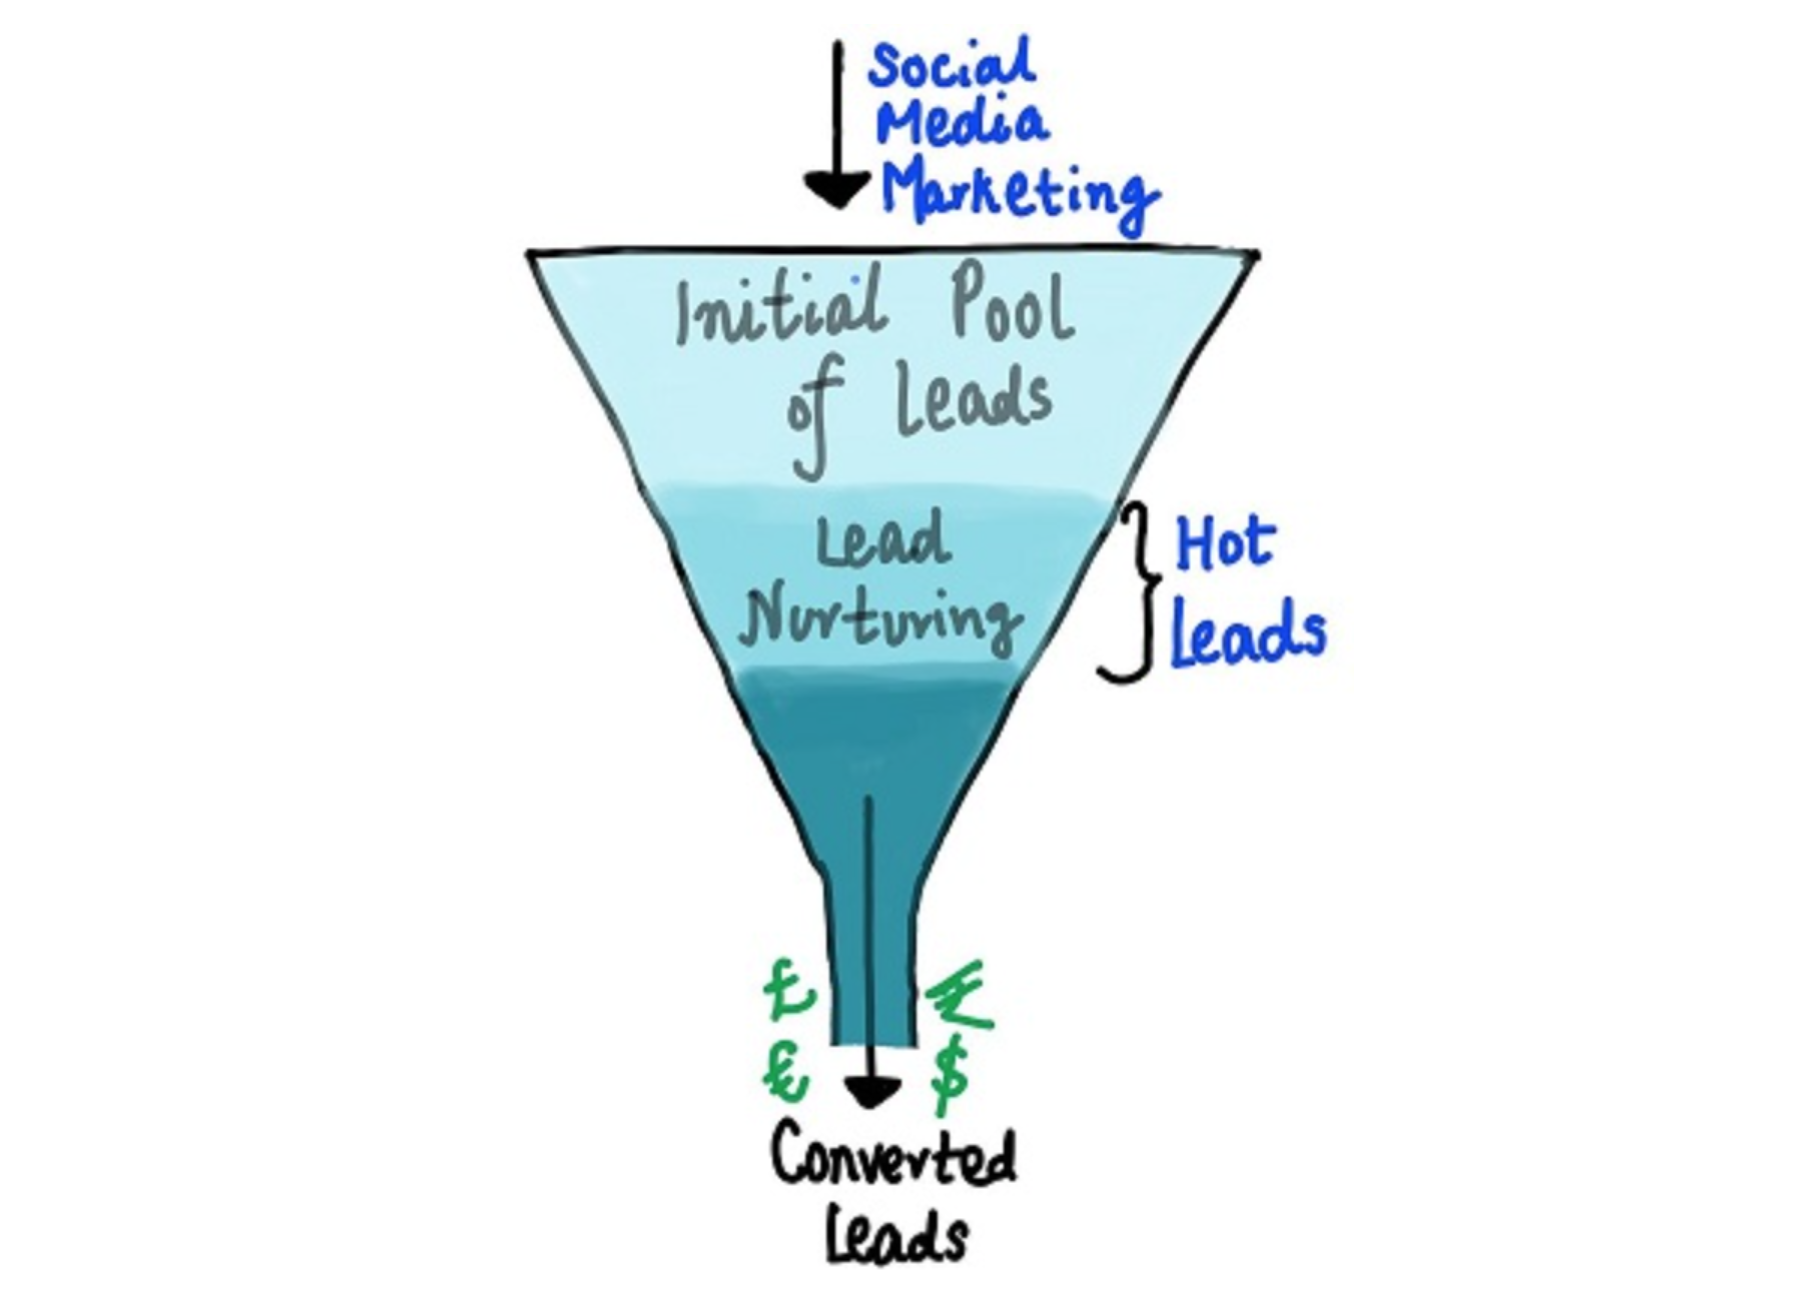 Social
Media
Marketing
Initial Pool
of Leads
Lead
Nurturing
Hot
Leads
£ ₹
€ $
Converted
Leads